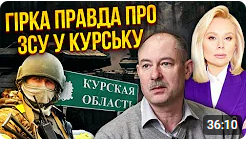 ГІРКА ПРАВДА ПРО
ЗСУ У КУРСЬКУ
КУРСКАЯ
ОБЛАСТЬ
36:10